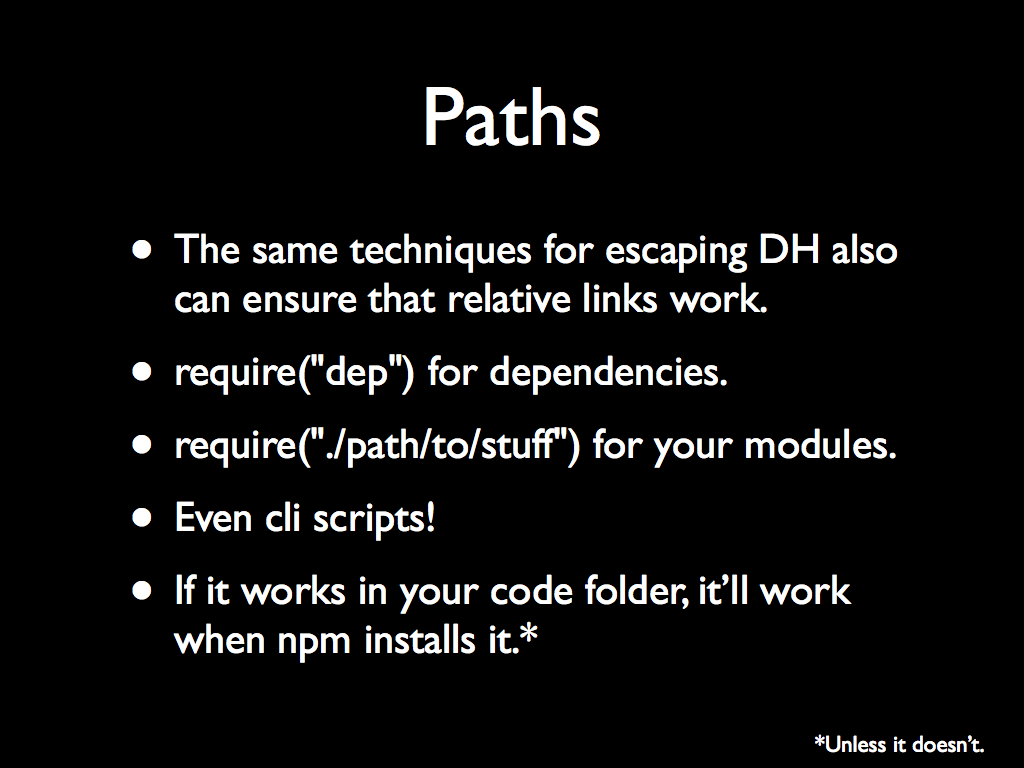 Paths
• The same techniques for escaping DH also
can ensure that relative links work.
• require("dep") for dependencies.
• require("./path/to/stuff") for your modules.
• Even cli scripts!
• If it works in your code folder, it’ll work
when npm installs it.*
*Unless it doesn’t.